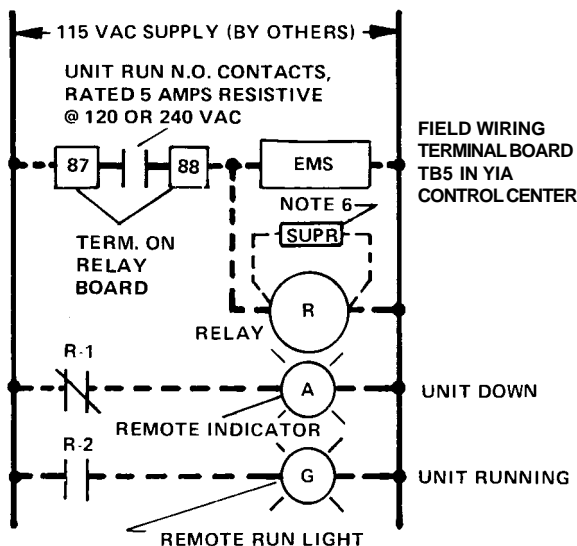 115 VAC SUPPLY (BY OTHERS)
UNIT RUN N.O. CONTACTS,
RATED 5 AMPS RESISTIVE
@ 120 OR 240 VAC
FIELD WIRING
TERMINAL BOARD
TB5 IN YIA
CONTROL CENTER
87
88
EMS
NOTE 6
SUPR
TERM. ON
RELAY
BOARD
R
RELAY
R-1
A
UNIT DOWN
REMOTE INDICATOR
R-2
G
UNIT RUNNING
REMOTE RUN LIGHT